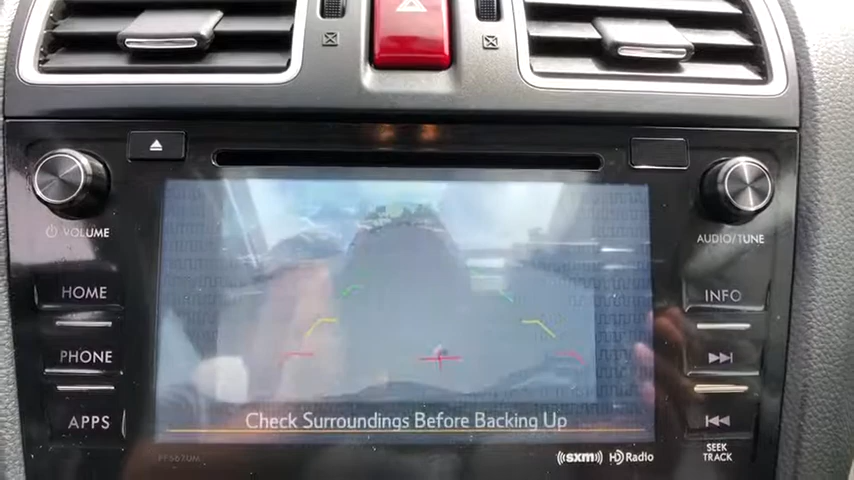 VOLUME
AUDIO/TUNE
HOME
INFO
PHONE
APPS
Check Surroundings Before Backing Up
SEEK
TRACK
((sxm))
HD Radio